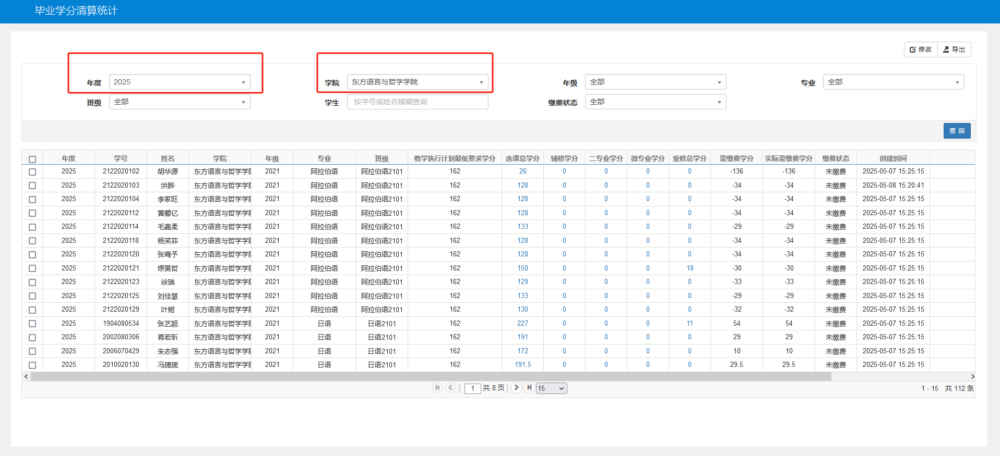 毕业学分清算统计
修改 导出
年度 2025 学院 东方语言与哲学学院 年级 全部 专业 全部
班级 全部 学生 按学号或姓名模糊查询 缴费状态 全部
查 询
年度 学号 姓名 学院 年级 专业 班级 教学执行计划最低要求学分 选课总学分 辅修学分 二专业学分 微专业学分 重修总学分 需缴费学分 实际需缴费学分 缴费状态 创建时间
2025 2122020102 胡华源 东方语言与哲学学院 2021 阿拉伯语 阿拉伯语2101 162 26 0 0 0 0 -136 -136 未缴费 2025-05-07 15:25:15
2025 2122020103 洪晔 东方语言与哲学学院 2021 阿拉伯语 阿拉伯语2101 162 128 0 0 0 0 -34 -34 未缴费 2025-05-08 15:20:41
2025 2122020104 李家旺 东方语言与哲学学院 2021 阿拉伯语 阿拉伯语2101 162 128 0 0 0 0 -34 -34 未缴费 2025-05-07 15:25:15
2025 2122020112 黄馨亿 东方语言与哲学学院 2021 阿拉伯语 阿拉伯语2101 162 128 0 0 0 0 -34 -34 未缴费 2025-05-07 15:25:15
2025 2122020114 毛嘉柔 东方语言与哲学学院 2021 阿拉伯语 阿拉伯语2101 162 133 0 0 0 0 -29 -29 未缴费 2025-05-07 15:25:15
2025 2122020118 杨笑菲 东方语言与哲学学院 2021 阿拉伯语 阿拉伯语2101 162 128 0 0 0 0 -34 -34 未缴费 2025-05-07 15:25:15
2025 2122020120 张骞予 东方语言与哲学学院 2021 阿拉伯语 阿拉伯语2101 162 128 0 0 0 0 -34 -34 未缴费 2025-05-07 15:25:15
2025 2122020121 缪昊哲 东方语言与哲学学院 2021 阿拉伯语 阿拉伯语2101 162 150 0 0 0 18 -30 -30 未缴费 2025-05-07 15:25:15
2025 2122020123 徐瑞 东方语言与哲学学院 2021 阿拉伯语 阿拉伯语2101 162 129 0 0 0 0 -33 -33 未缴费 2025-05-07 15:25:15
2025 2122020125 刘佳慧 东方语言与哲学学院 2021 阿拉伯语 阿拉伯语2101 162 133 0 0 0 0 -29 -29 未缴费 2025-05-07 15:25:15
2025 2122020129 叶栀 东方语言与哲学学院 2021 阿拉伯语 阿拉伯语2101 162 130 0 0 0 0 -32 -32 未缴费 2025-05-07 15:25:15
2025 1904080534 张艺颖 东方语言与哲学学院 2021 日语 日语2101 162 227 0 0 0 11 54 54 未缴费 2025-05-07 15:25:15
2025 2002080306 蒋若昕 东方语言与哲学学院 2021 日语 日语2101 162 191 0 0 0 0 29 29 未缴费 2025-05-07 15:25:15
2025 2006070429 朱志强 东方语言与哲学学院 2021 日语 日语2101 162 172 0 0 0 0 10 10 未缴费 2025-05-07 15:25:15
2025 2010020130 冯旖旎 东方语言与哲学学院 2021 日语 日语2101 162 191.5 0 0 0 0 29.5 29.5 未缴费 2025-05-07 15:25:15
1 共 8 页 15 1 - 15 共 112 条